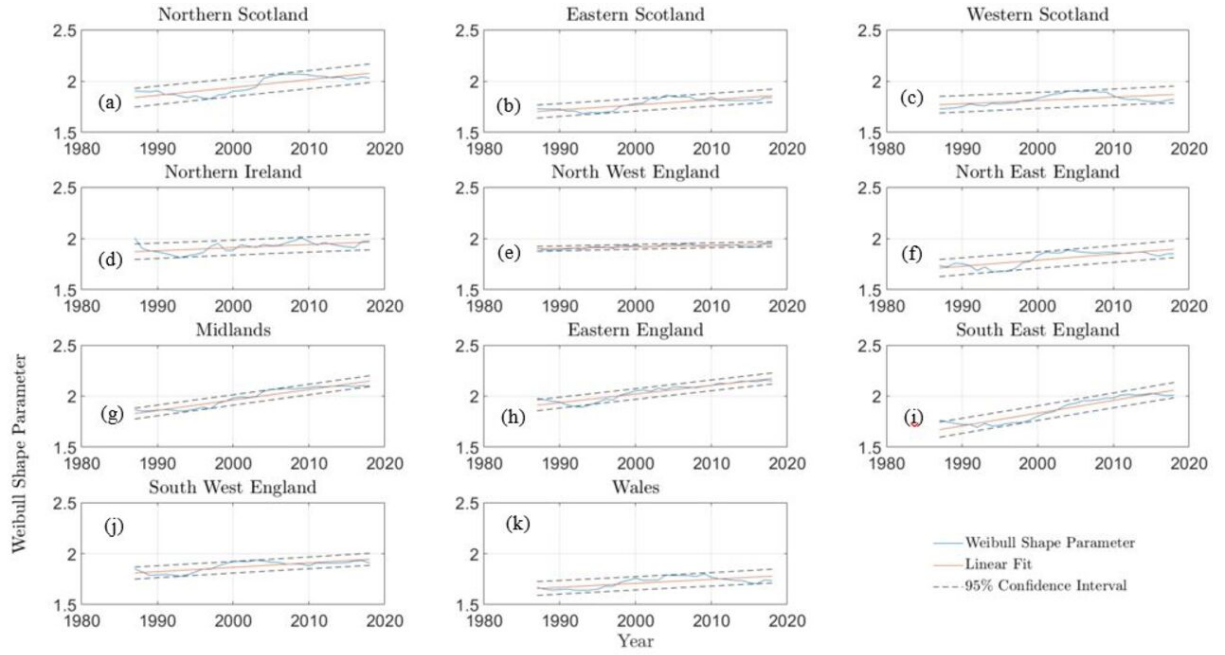 Northern Scotland
Eastern Scotland
Western Scotland
2.5
2
1.5
(a)
1980 1990 2000 2010 2020
2.5
2
1.5
(b)
1980 1990 2000 2010 2020
2.5
2
1.5
(c)
1980 1990 2000 2010 2020
Northern Ireland
North West England
North East England
2.5
2
1.5
(d)
1980 1990 2000 2010 2020
2.5
2
1.5
(e)
1980 1990 2000 2010 2020
2.5
2
1.5
(f)
1980 1990 2000 2010 2020
Midlands
Eastern England
South East England
2.5
2
1.5
(g)
1980 1990 2000 2010 2020
2.5
2
1.5
(h)
1980 1990 2000 2010 2020
2.5
2
1.5
(i)
1980 1990 2000 2010 2020
South West England
Wales
2.5
2
1.5
(j)
1980 1990 2000 2010 2020
2.5
2
1.5
(k)
1980 1990 2000 2010 2020
Weibull Shape Parameter
Linear Fit
95% Confidence Interval
Year
Weibull Shape Parameter